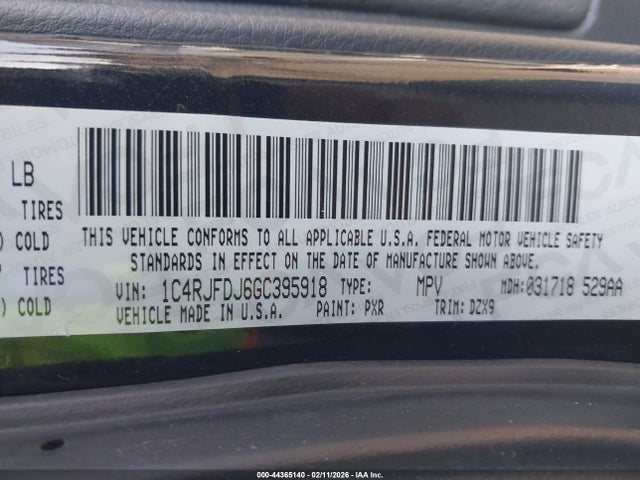 LB
TIRES
) COLD
THIS VEHICLE CONFORMS TO ALL APPLICABLE U.S.A. FEDERAL MOTOR VEHICLE SAFETY
STANDARDS IN EFFECT ON THE DATE OF MANUFACTURE SHOWN ABOVE.
TIRES
VIN: 1C4RJFDJ6GC395918 TYPE: MPV MDH: 031718 529AA
) COLD
VEHICLE MADE IN U.S.A. PAINT: PXR TRIM: DZX9
000-44365140 - 02/11/2026 - IAA Inc.